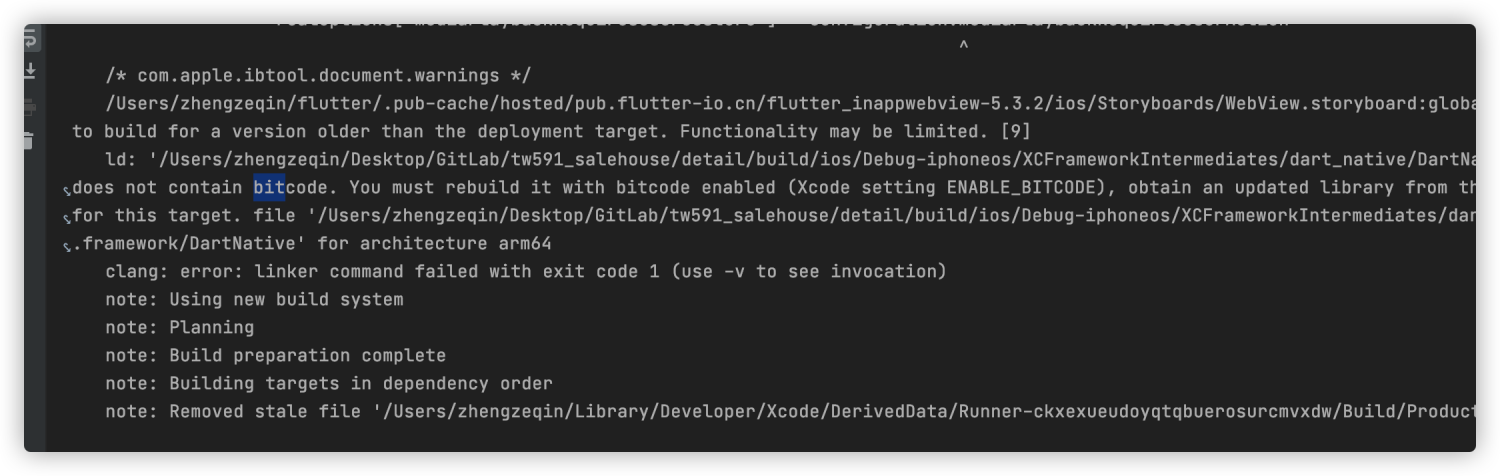 ^
/* com.apple.ibtool.document.warnings */
/Users/zhengzeqin/flutter/.pub-cache/hosted/pub.flutter-io.cn/flutter_inappwebview-5.3.2/ios/Storyboards/WebView.storyboard:globa
to build for a version older than the deployment target. Functionality may be limited. [9]
ld: '/Users/zhengzeqin/Desktop/GitLab/tw591_salehouse/detail/build/ios/Debug-iphoneos/XCFrameworkIntermediates/dart_native/DartNa
does not contain bitcode. You must rebuild it with bitcode enabled (Xcode setting ENABLE_BITCODE), obtain an updated library from th
for this target. file '/Users/zhengzeqin/Desktop/GitLab/tw591_salehouse/detail/build/ios/Debug-iphoneos/XCFrameworkIntermediates/dar
.framework/DartNative' for architecture arm64
clang: error: linker command failed with exit code 1 (use -v to see invocation)
note: Using new build system
note: Planning
note: Build preparation complete
note: Building targets in dependency order
note: Removed stale file '/Users/zhengzeqin/Library/Developer/Xcode/DerivedData/Runner-ckxexueudoyqtqbuerosurcmvxdw/Build/Product